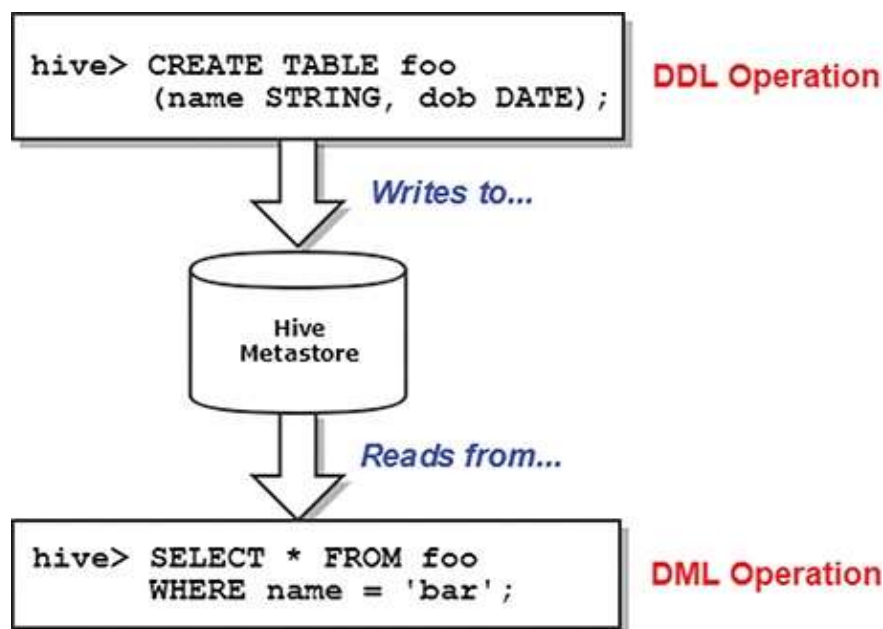 hive> CREATE TABLE foo
(name STRING, dob DATE);
DDL Operation
Writes to...
Hive
Metastore
Reads from...
hive> SELECT * FROM foo
WHERE name = 'bar';
DML Operation